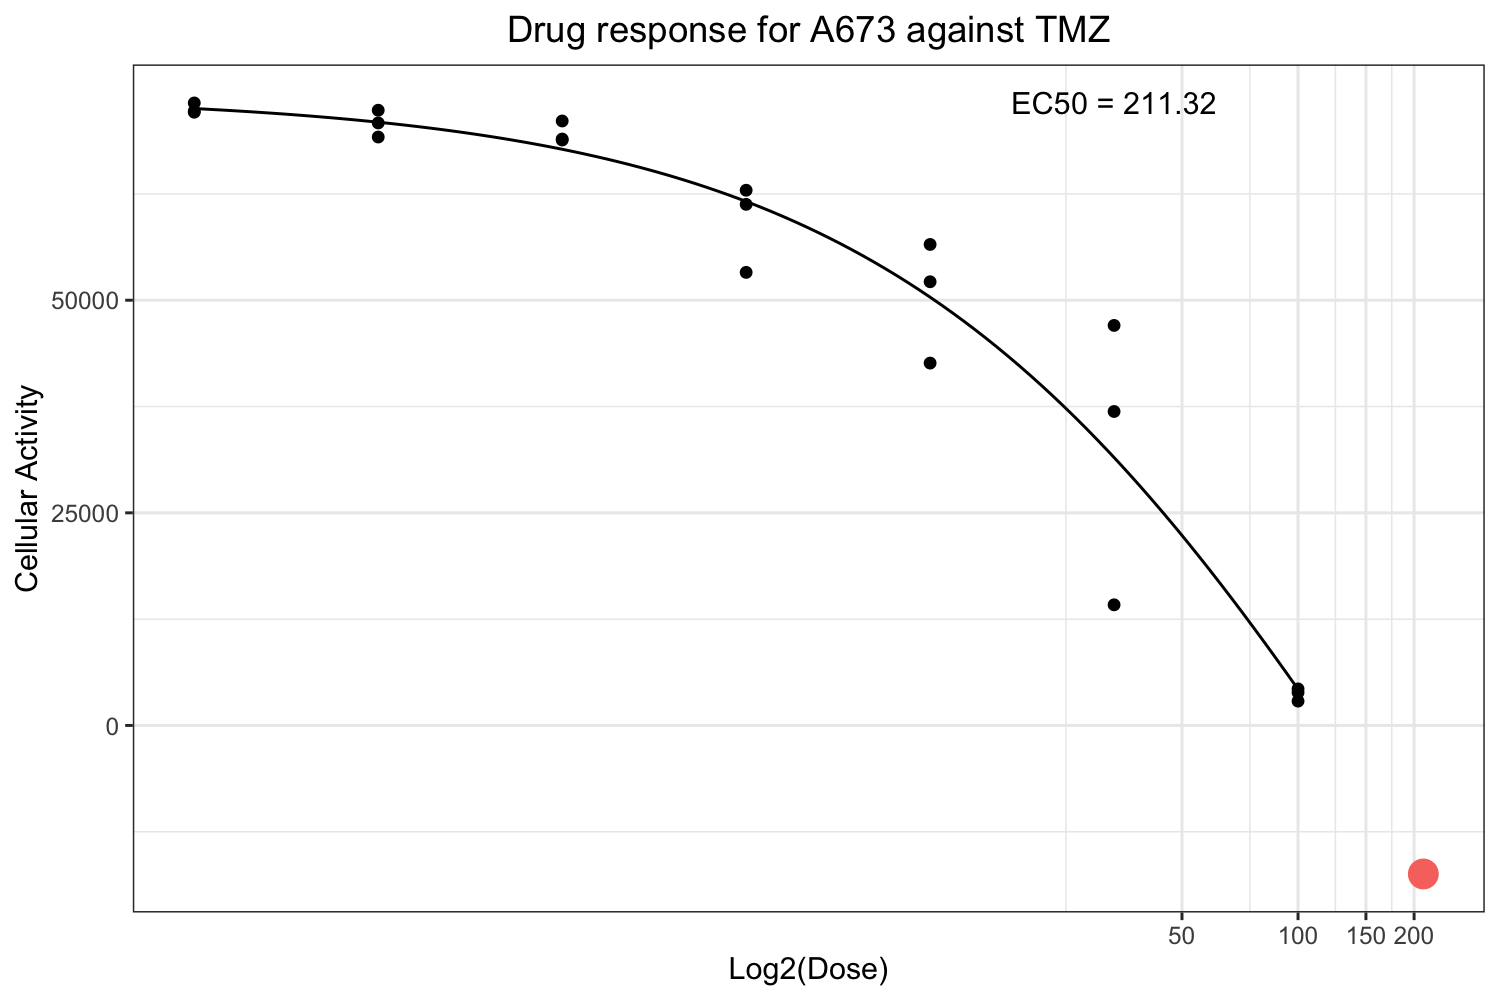 Drug response for A673 against TMZ
EC50 = 211.32
Cellular Activity
50000
25000
0
50 100 150 200
Log2(Dose)